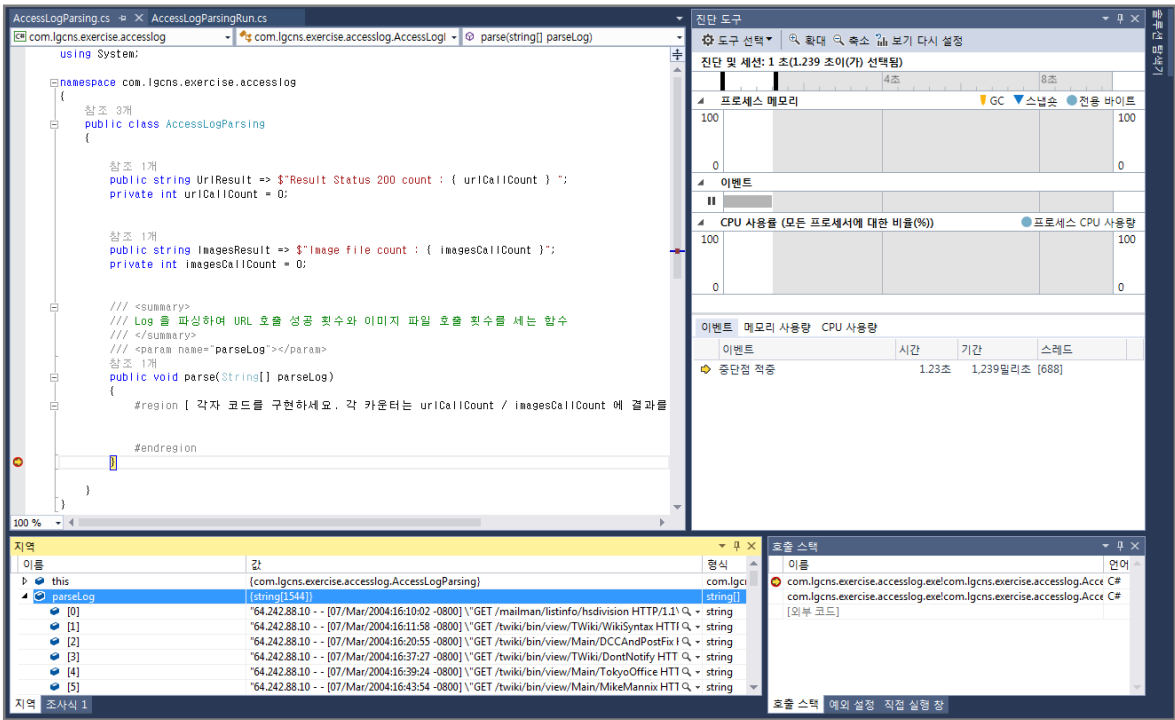 AccessLogParsing.cs
AccessLogParsingRun.cs
com.lgcns.exercise.accesslog
com.lgcns.exercise.accesslog.AccessLogI
parse(string[] parseLog)
using System;
namespace com.lgcns.exercise.accesslog
{
참조 3개
public class AccessLogParsing
{
참조 1개
public string UrlResult => $"Result Status 200 count : { urlCallCount } ";
private int urlCallCount = 0;
참조 1개
public string ImagesResult => $"Image file count : { imagesCallCount }";
private int imagesCallCount = 0;
/// <summary>
/// Log 을 파싱하여 URL 호출 성공 횟수와 이미지 파일 호출 횟수를 세는 함수
/// </summary>
/// <param name="parseLog"></param>
참조 1개
public void parse(String[] parseLog)
{
#region [ 각자 코드를 구현하세요. 각 카운터는 urlCallCount / imagesCallCount 에 결과를
#endregion
}
}
}
100 %
진단 도구
도구 선택 확대 축소 보기 다시 설정
진단 및 세션: 1 초(1.239 초이(가) 선택됨)
4초 8초
프로세스 메모리 GC 스냅숏 전용 바이트
100 100
0 0
이벤트
CPU 사용률 (모든 프로세서에 대한 비율(%)) 프로세스 CPU 사용량
100 100
0 0
이벤트 메모리 사용량 CPU 사용량
이벤트 시간 기간 스레드
중단점 적중 1.23초 1,239밀리초 [688]
솔루션 탐색기
지역
이름 값 형식
this {com.lgcns.exercise.accesslog.AccessLogParsing} com.lgcı
parseLog {string[1544]} string[]
[0] "64.242.88.10 - - [07/Mar/2004:16:10:02 -0800] \"GET /mailman/listinfo/hsdivision HTTP/1.1\ string
[1] "64.242.88.10 - - [07/Mar/2004:16:11:58 -0800] \"GET /twiki/bin/view/TWiki/WikiSyntax HTTI string
[2] "64.242.88.10 - - [07/Mar/2004:16:20:55 -0800] \"GET /twiki/bin/view/Main/DCCAndPostFix H string
[3] "64.242.88.10 - - [07/Mar/2004:16:37:27 -0800] \"GET /twiki/bin/view/TWiki/DontNotify HTT string
[4] "64.242.88.10 - - [07/Mar/2004:16:39:24 -0800] \"GET /twiki/bin/view/Main/TokyoOffice HTT string
[5] "64.242.88.10 - - [07/Mar/2004:16:43:54 -0800] \"GET /twiki/bin/view/Main/MikeMannix HTT string
지역 조사식 1
호출 스택
이름 언어
com.lgcns.exercise.accesslog.exe!com.lgcns.exercise.accesslog.Acce C#
com.lgcns.exercise.accesslog.exe!com.lgcns.exercise.accesslog.Acce C#
[외부 코드]
호출 스택 예외 설정 직접 실행 창